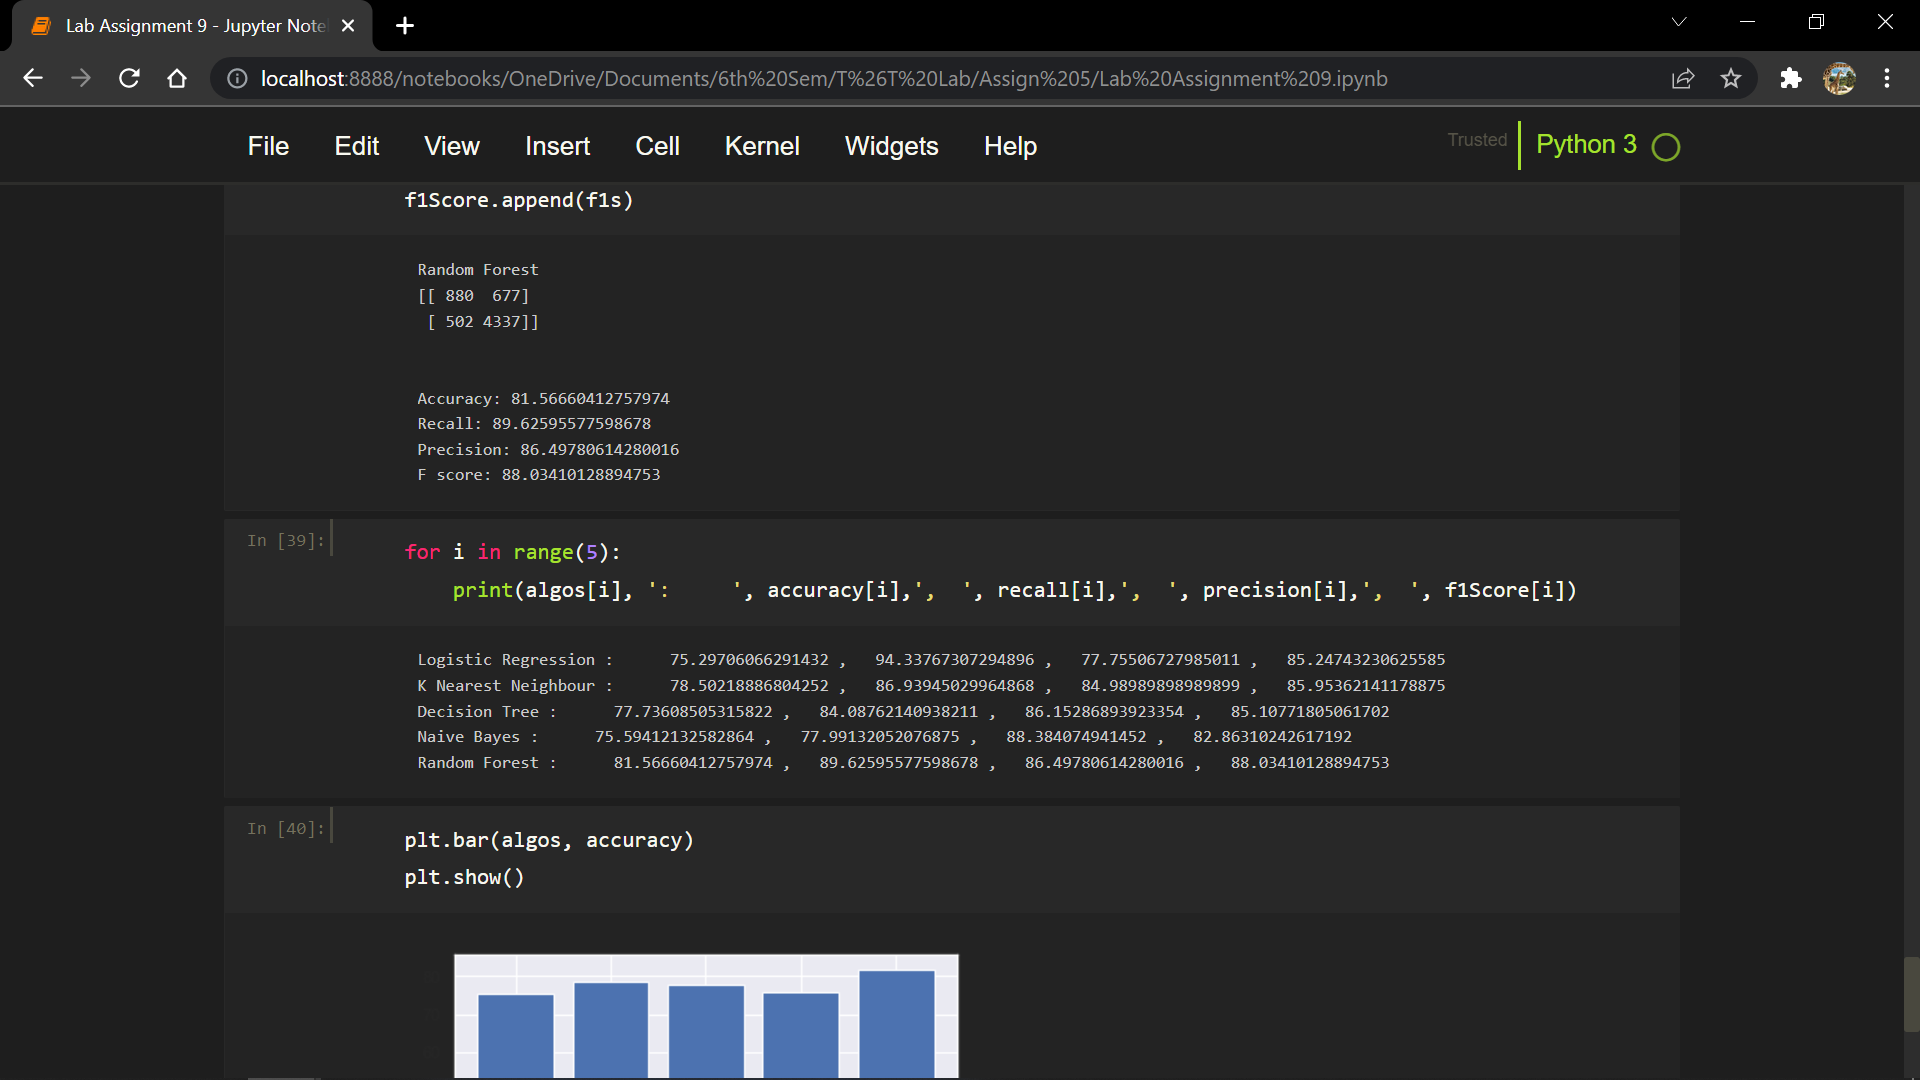 Lab Assignment 9 - Jupyter Note
localhost:8888/notebooks/OneDrive/Documents/6th%20Sem/T%26T%20Lab/Assign%205/Lab%20Assignment%209.ipynb
File Edit View Insert Cell Kernel Widgets Help Trusted Python 3
f1Score.append(f1s)
Random Forest
[[ 880  677]
 [ 502 4337]]
Accuracy: 81.56660412757974
Recall: 89.62595577598678
Precision: 86.49780614280016
F score: 88.03410128894753
In [39]:
for i in range(5):
    print(algos[i], ':     ', accuracy[i],',  ', recall[i],',  ', precision[i],',  ', f1Score[i])
Logistic Regression :      75.29706066291432 ,   94.33767307294896 ,   77.75506727985011 ,   85.24743230625585
K Nearest Neighbour :      78.50218886804252 ,   86.93945029964868 ,   84.98989898989899 ,   85.95362141178875
Decision Tree :      77.73608505315822 ,   84.08762140938211 ,   86.15286893923354 ,   85.10771805061702
Naive Bayes :      75.59412132582864 ,   77.99132052076875 ,   88.384074941452 ,   82.86310242617192
Random Forest :      81.56660412757974 ,   89.62595577598678 ,   86.49780614280016 ,   88.03410128894753
In [40]:
plt.bar(algos, accuracy)
plt.show()